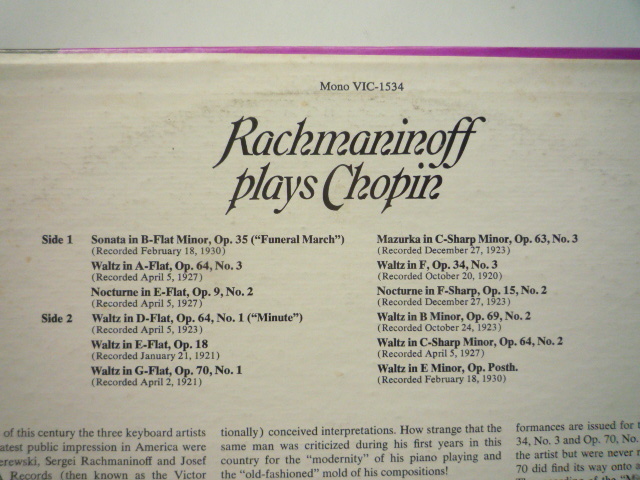 Mono VIC-1534
Rachmaninoff
plays Chopin
Side 1 Sonata in B-Flat Minor, Op. 35 ("Funeral March")
(Recorded February 18, 1930)
Waltz in A-Flat, Op. 64, No. 3
(Recorded April 5, 1927)
Nocturne in E-Flat, Op. 9, No. 2
(Recorded April 5, 1927)
Side 2 Waltz in D-Flat, Op. 64, No. 1 ("Minute")
(Recorded April 5, 1923)
Waltz in E-Flat, Op. 18
(Recorded January 21, 1921)
Waltz in G-Flat, Op. 70, No. 1
(Recorded April 2, 1921)
Mazurka in C-Sharp Minor, Op. 63, No. 3
(Recorded December 27, 1923)
Waltz in F, Op. 34, No. 3
(Recorded October 20, 1920)
Nocturne in F-Sharp, Op. 15, No. 2
(Recorded December 27, 1923)
Waltz in B Minor, Op. 69, No. 2
(Recorded October 24, 1923)
Waltz in C-Sharp Minor, Op. 64, No. 2
(Recorded April 5, 1927)
Waltz in E Minor, Op. Posth.
(Recorded February 18, 1930)
of this century the three keyboard artists
atest public impression in America were
erewski, Sergei Rachmaninoff and Josef
A Records (then known as the Victor
tionally) conceived interpretations. How strange that the
same man was criticized during his first years in this
country for the "modernity" of his piano playing and
the "old-fashioned" mold of his compositions!
formances are issued for
34, No. 3 and Op. 70, No.
the artist but were never
70 did find its way onto